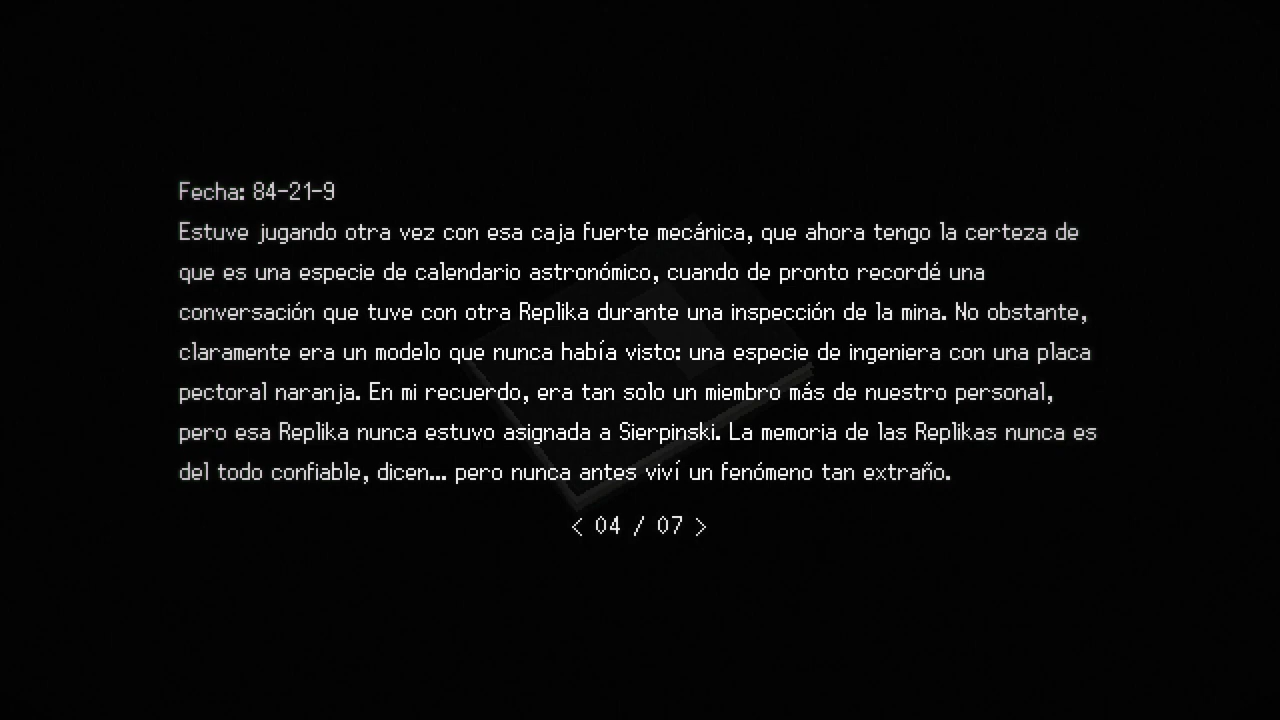 Fecha: 84-21-9
Estuve jugando otra vez con esa caja fuerte mecánica, que ahora tengo la certeza de
que es una especie de calendario astronómico, cuando de pronto recordé una
conversación que tuve con otra Replika durante una inspección de la mina. No obstante,
claramente era un modelo que nunca había visto: una especie de ingeniera con una placa
pectoral naranja. En mi recuerdo, era tan solo un miembro más de nuestro personal,
pero esa Replika nunca estuvo asignada a Sierpinski. La memoria de las Replikas nunca es
del todo confiable, dicen... pero nunca antes viví un fenómeno tan extraño.
< 04 / 07 >